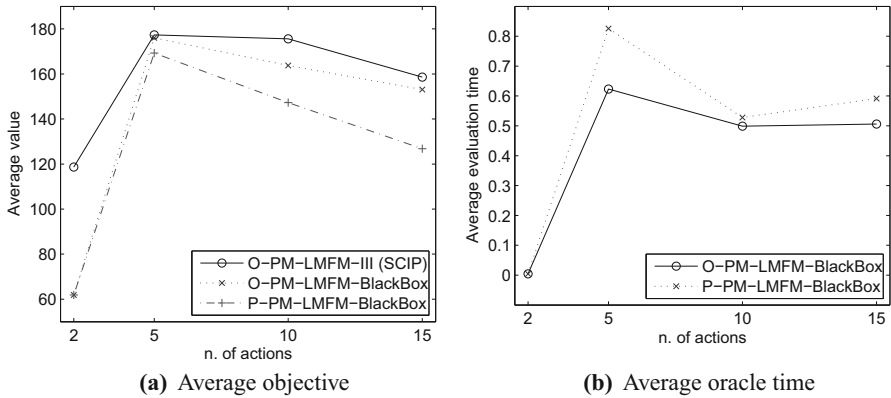 180
160
140
120
100
80
60
Average value
2
5
10
15
n. of actions
O-PM-LMFM-III (SCIP)
O-PM-LMFM-BlackBox
P-PM-LMFM-BlackBox
(a) Average objective
0.8
0.7
0.6
0.5
0.4
0.3
0.2
0.1
0
Average evaluation time
2
5
10
15
n. of actions
O-PM-LMFM-BlackBox
P-PM-LMFM-BlackBox
(b) Average oracle time